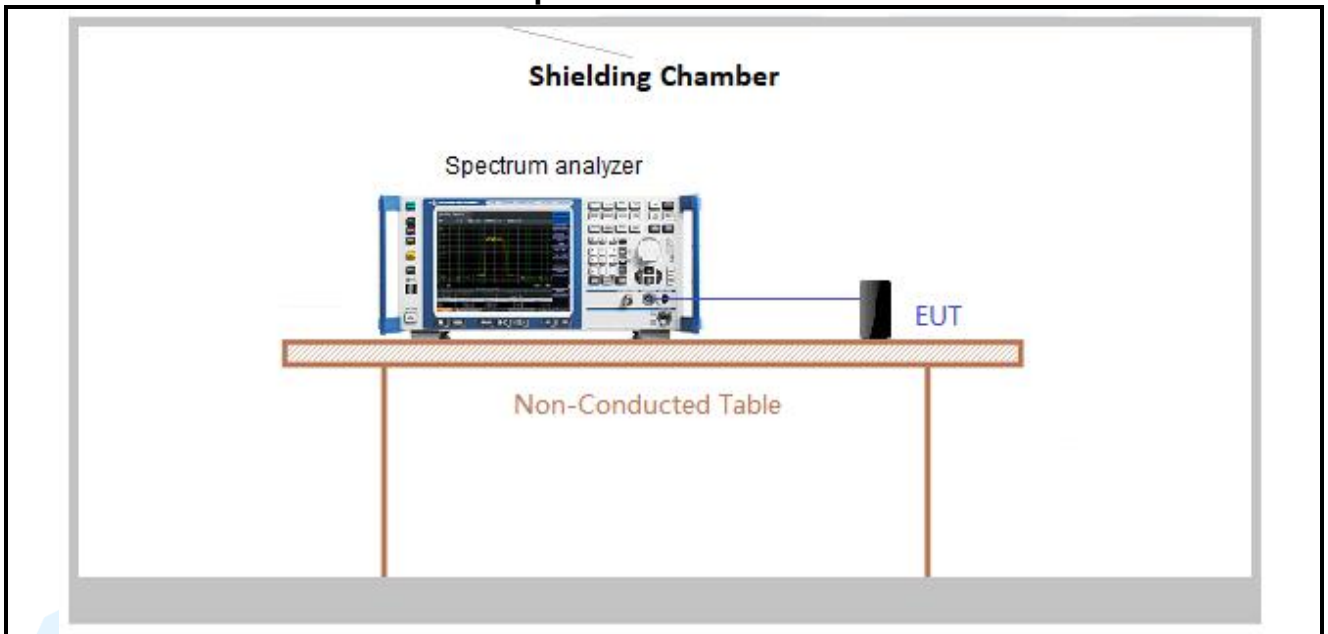 Shielding Chamber
Spectrum analyzer
EUT
Non-Conducted Table